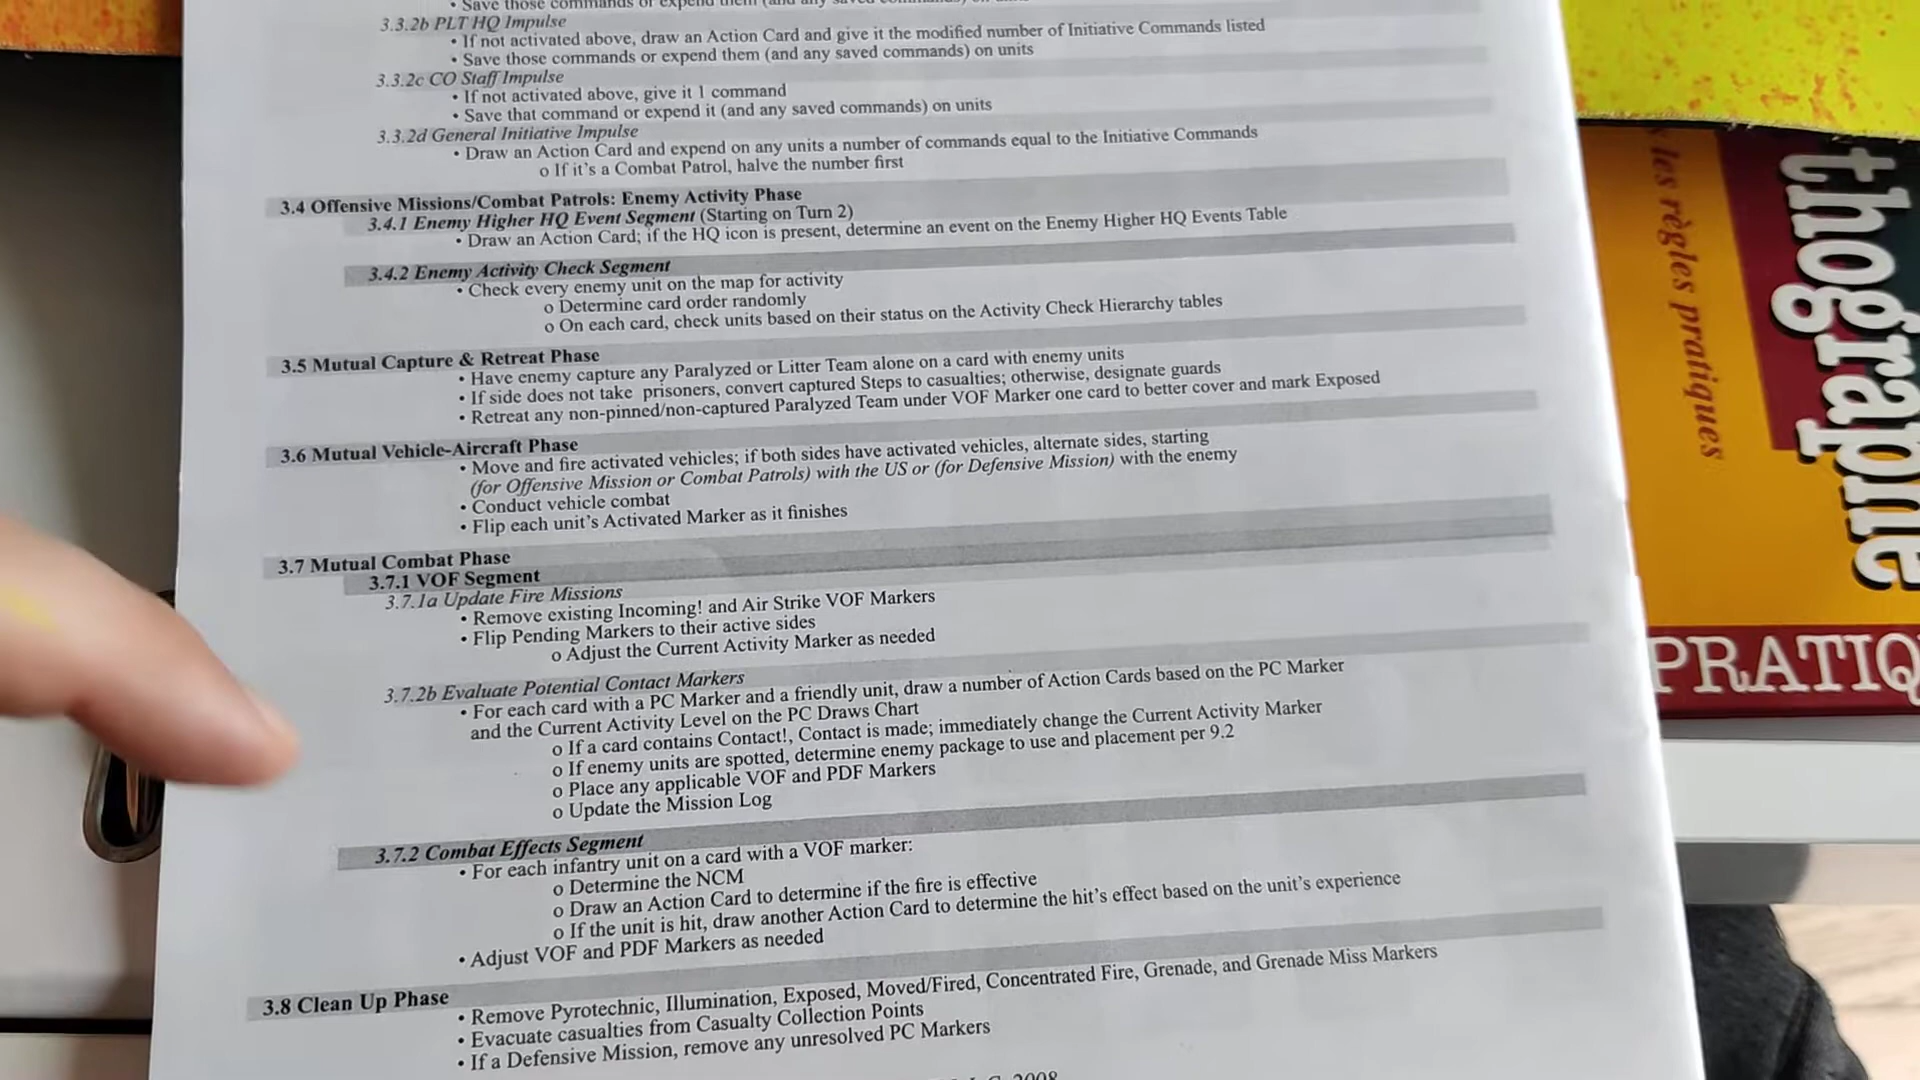 • Save those commands or expend them (and any saved commands) on units
3.3.2b PLT HQ Impulse
• If not activated above, draw an Action Card and give it the modified number of Initiative Commands listed
• Save those commands or expend them (and any saved commands) on units
3.3.2c CO Staff Impulse
• If not activated above, give it 1 command
• Save that command or expend it (and any saved commands) on units
3.3.2d General Initiative Impulse
• Draw an Action Card and expend on any units a number of commands equal to the Initiative Commands
o If it's a Combat Patrol, halve the number first
3.4 Offensive Missions/Combat Patrols: Enemy Activity Phase
3.4.1 Enemy Higher HQ Event Segment (Starting on Turn 2)
• Draw an Action Card; if the HQ icon is present, determine an event on the Enemy Higher HQ Events Table
3.4.2 Enemy Activity Check Segment
• Check every enemy unit on the map for activity
o Determine card order randomly
o On each card, check units based on their status on the Activity Check Hierarchy tables
3.5 Mutual Capture & Retreat Phase
• Have enemy capture any Paralyzed or Litter Team alone on a card with enemy units
• If side does not take prisoners, convert captured Steps to casualties; otherwise, designate guards
• Retreat any non-pinned/non-captured Paralyzed Team under VOF Marker one card to better cover and mark Exposed
3.6 Mutual Vehicle-Aircraft Phase
• Move and fire activated vehicles; if both sides have activated vehicles, alternate sides, starting
(for Offensive Mission or Combat Patrols) with the US or (for Defensive Mission) with the enemy
• Conduct vehicle combat
• Flip each unit's Activated Marker as it finishes
3.7 Mutual Combat Phase
3.7.1 VOF Segment
3.7.1a Update Fire Missions
• Remove existing Incoming! and Air Strike VOF Markers
• Flip Pending Markers to their active sides
o Adjust the Current Activity Marker as needed
3.7.2b Evaluate Potential Contact Markers
• For each card with a PC Marker and a friendly unit, draw a number of Action Cards based on the PC Marker
and the Current Activity Level on the PC Draws Chart
o If a card contains Contact!, Contact is made; immediately change the Current Activity Marker
o If enemy units are spotted, determine enemy package to use and placement per 9.2
o Place any applicable VOF and PDF Markers
o Update the Mission Log
3.7.2 Combat Effects Segment
• For each infantry unit on a card with a VOF marker:
o Determine the NCM
o Draw an Action Card to determine if the fire is effective
o If the unit is hit, draw another Action Card to determine the hit's effect based on the unit's experience
• Adjust VOF and PDF Markers as needed
3.8 Clean Up Phase
• Remove Pyrotechnic, Illumination, Exposed, Moved/Fired, Concentrated Fire, Grenade, and Grenade Miss Markers
• Evacuate casualties from Casualty Collection Points
• If a Defensive Mission, remove any unresolved PC Markers
2008
les règles pratiques
thographe
PRATIQ